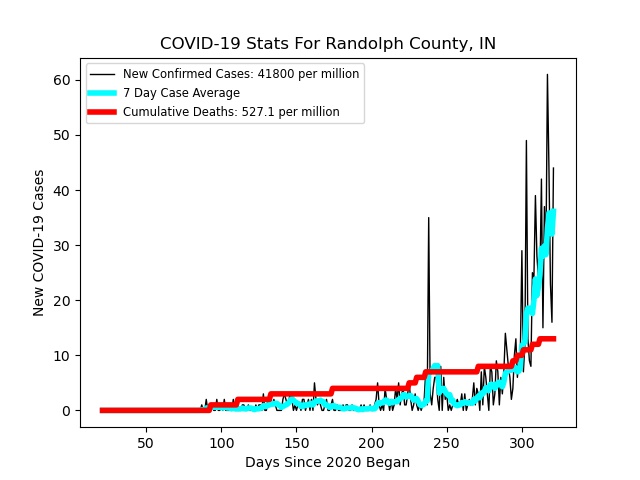 COVID-19 Stats For Randolph County, IN
New Confirmed Cases: 41800 per million
7 Day Case Average
Cumulative Deaths: 527.1 per million
New COVID-19 Cases
60
50
40
30
20
10
0
50 100 150 200 250 300
Days Since 2020 Began